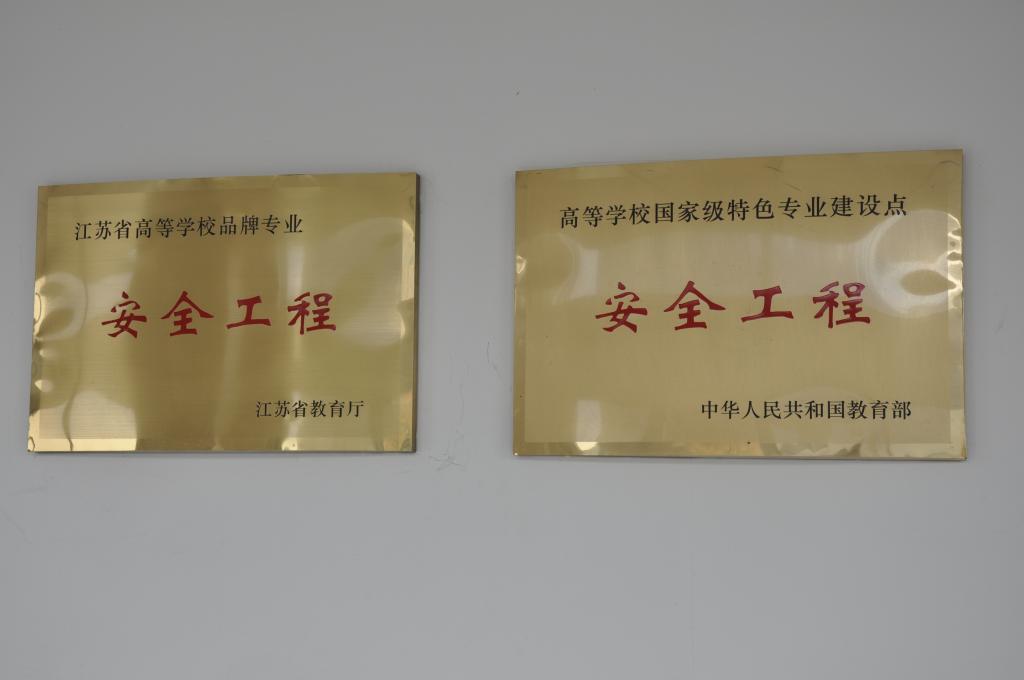 江苏省高等学校品牌专业
安全工程
江苏省教育厅
高等学校国家级特色专业建设点
安全工程
中华人民共和国教育部